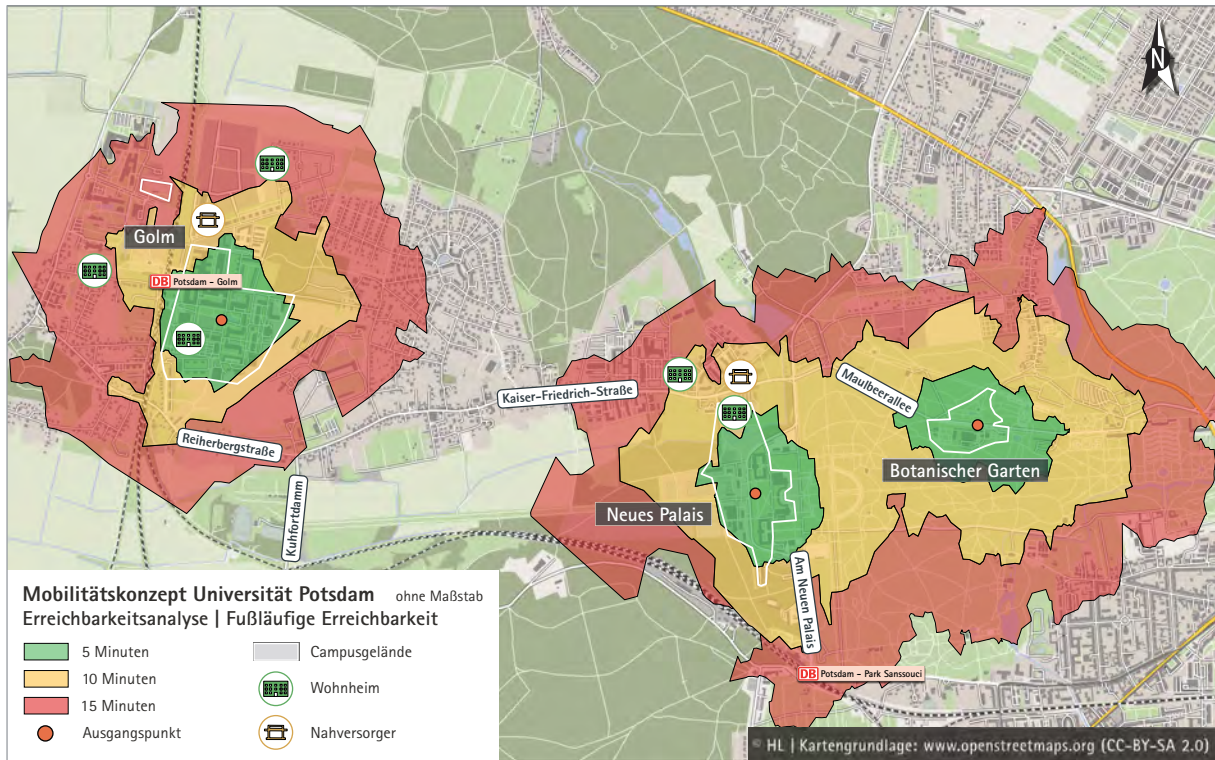 N
Golm
DB Potsdam - Golm
Reiherbergstraße
Kuhfortdamm
Kaiser-Friedrich-Straße
Maulbeerallee
Botanischer Garten
Neues Palais
Am Neuen Palais
DB Potsdam - Park Sanssouci
Mobilitätskonzept Universität Potsdam ohne Maßstab
Erreichbarkeitsanalyse | Fußläufige Erreichbarkeit
5 Minuten
10 Minuten
15 Minuten
Ausgangspunkt
Campusgelände
Wohnheim
Nahversorger
© HL | Kartengrundlage: www.openstreetmaps.org (CC-BY-SA 2.0)